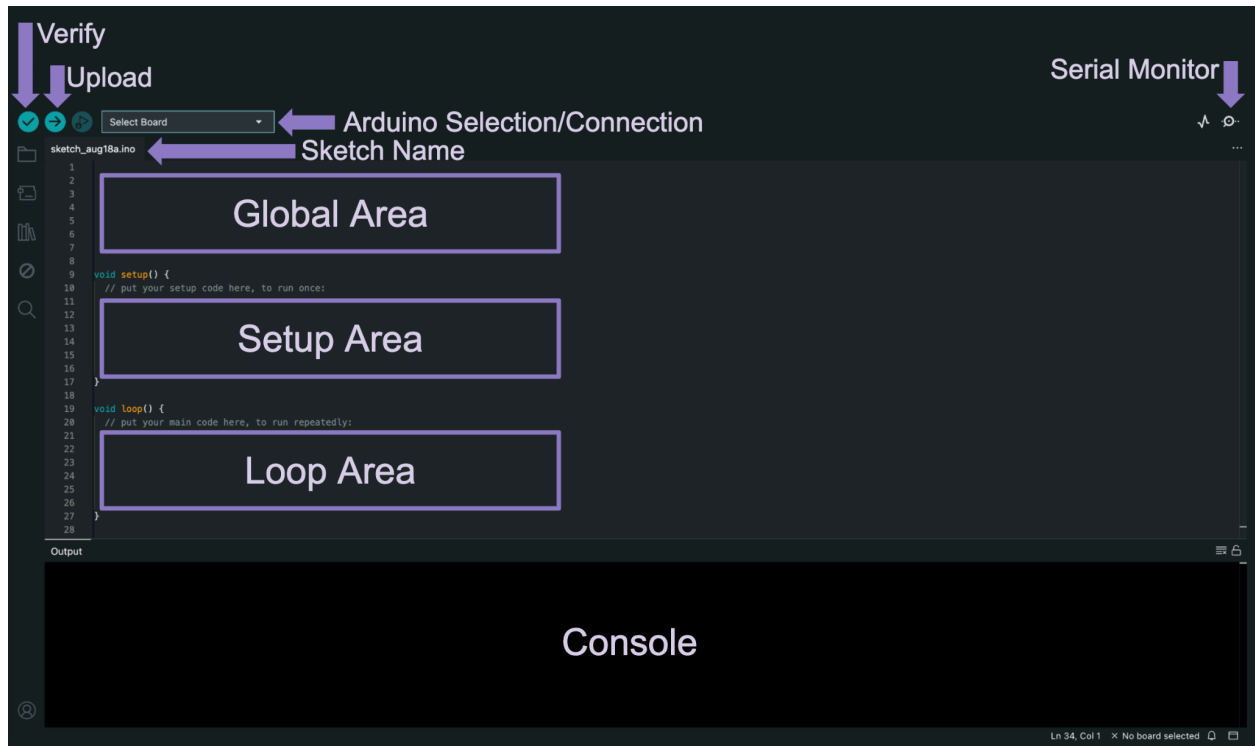 Verify
Upload
Serial Monitor
Select Board
Arduino Selection/Connection
sketch_aug18a.ino
Sketch Name
...
1
2
3
4
5
6
7
Global Area
8
9 void setup() {
10 // put your setup code here, to run once:
11
12
13
14
15
16
Setup Area
17 }
18
19 void loop() {
20 // put your main code here, to run repeatedly:
21
22
23
24
25
26
Loop Area
27 }
28
Output
Console
Ln 34, Col 1 × No board selected